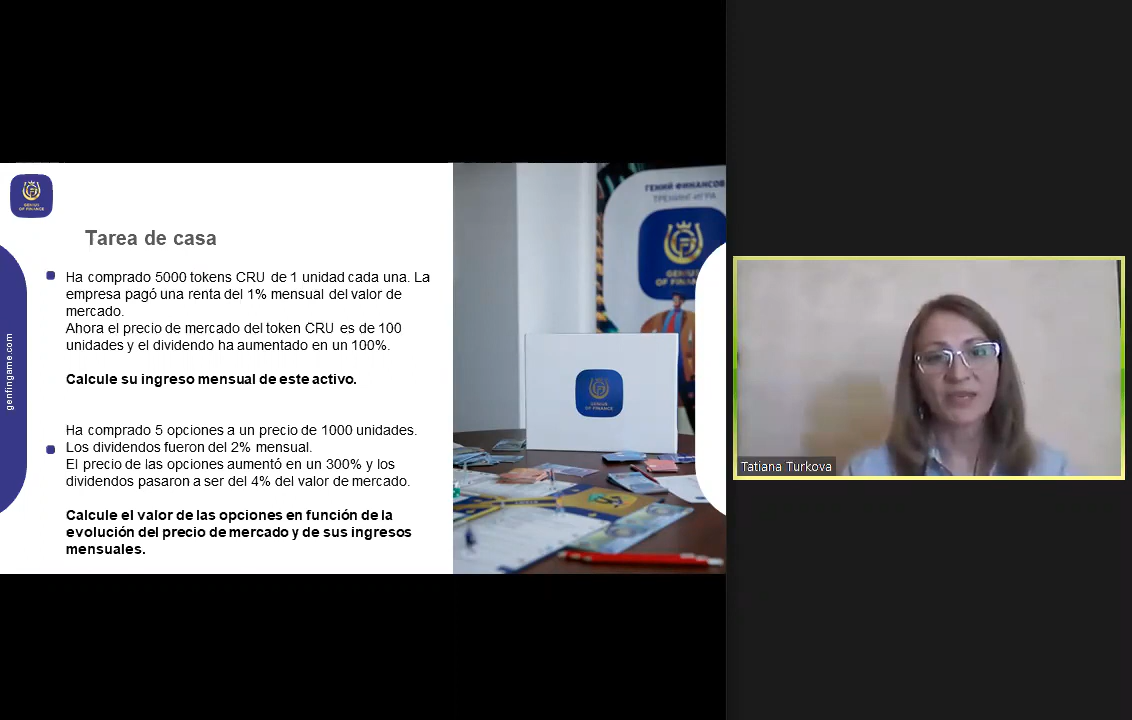 GENIUS
OF FINANCE
genfingame.com
Tarea de casa
Ha comprado 5000 tokens CRU de 1 unidad cada una. La
empresa pagó una renta del 1% mensual del valor de
mercado.
Ahora el precio de mercado del token CRU es de 100
unidades y el dividendo ha aumentado en un 100%.
Calcule su ingreso mensual de este activo.
Ha comprado 5 opciones a un precio de 1000 unidades.
Los dividendos fueron del 2% mensual.
El precio de las opciones aumentó en un 300% y los
dividendos pasaron a ser del 4% del valor de mercado.
Calcule el valor de las opciones en función de la
evolución del precio de mercado y de sus ingresos
mensuales.
ГЕНИЙ ФИНАНСОВ
ТРЕНИНГ-ИГРА
GENIUS
OF FINANC
GENIUS
OF FINANCE
Tatiana Turkova